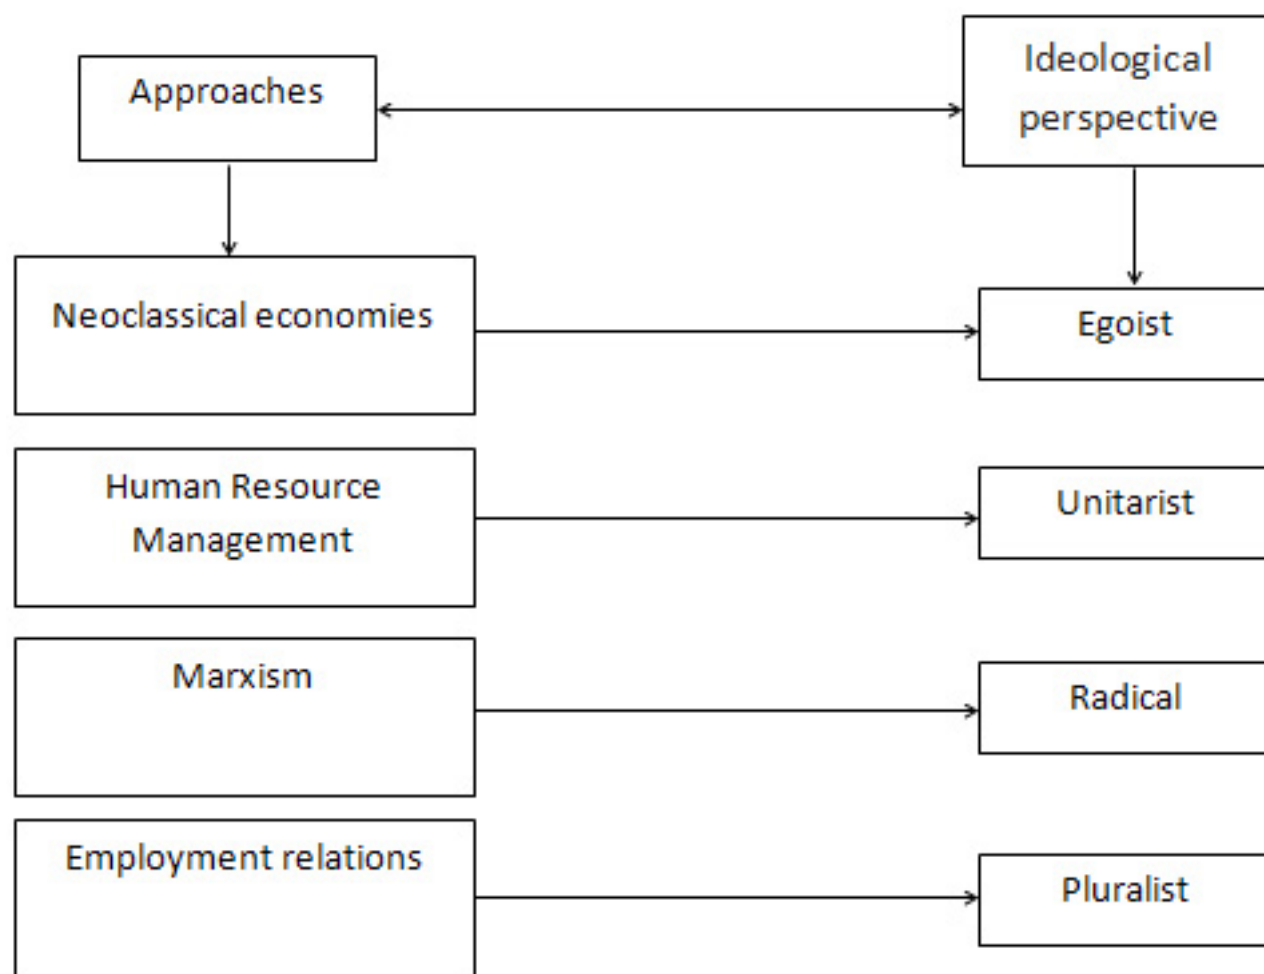 Approaches
Ideological
perspective
Neoclassical economies
Egoist
Human Resource
Management
Unitarist
Marxism
Radical
Employment relations
Pluralist